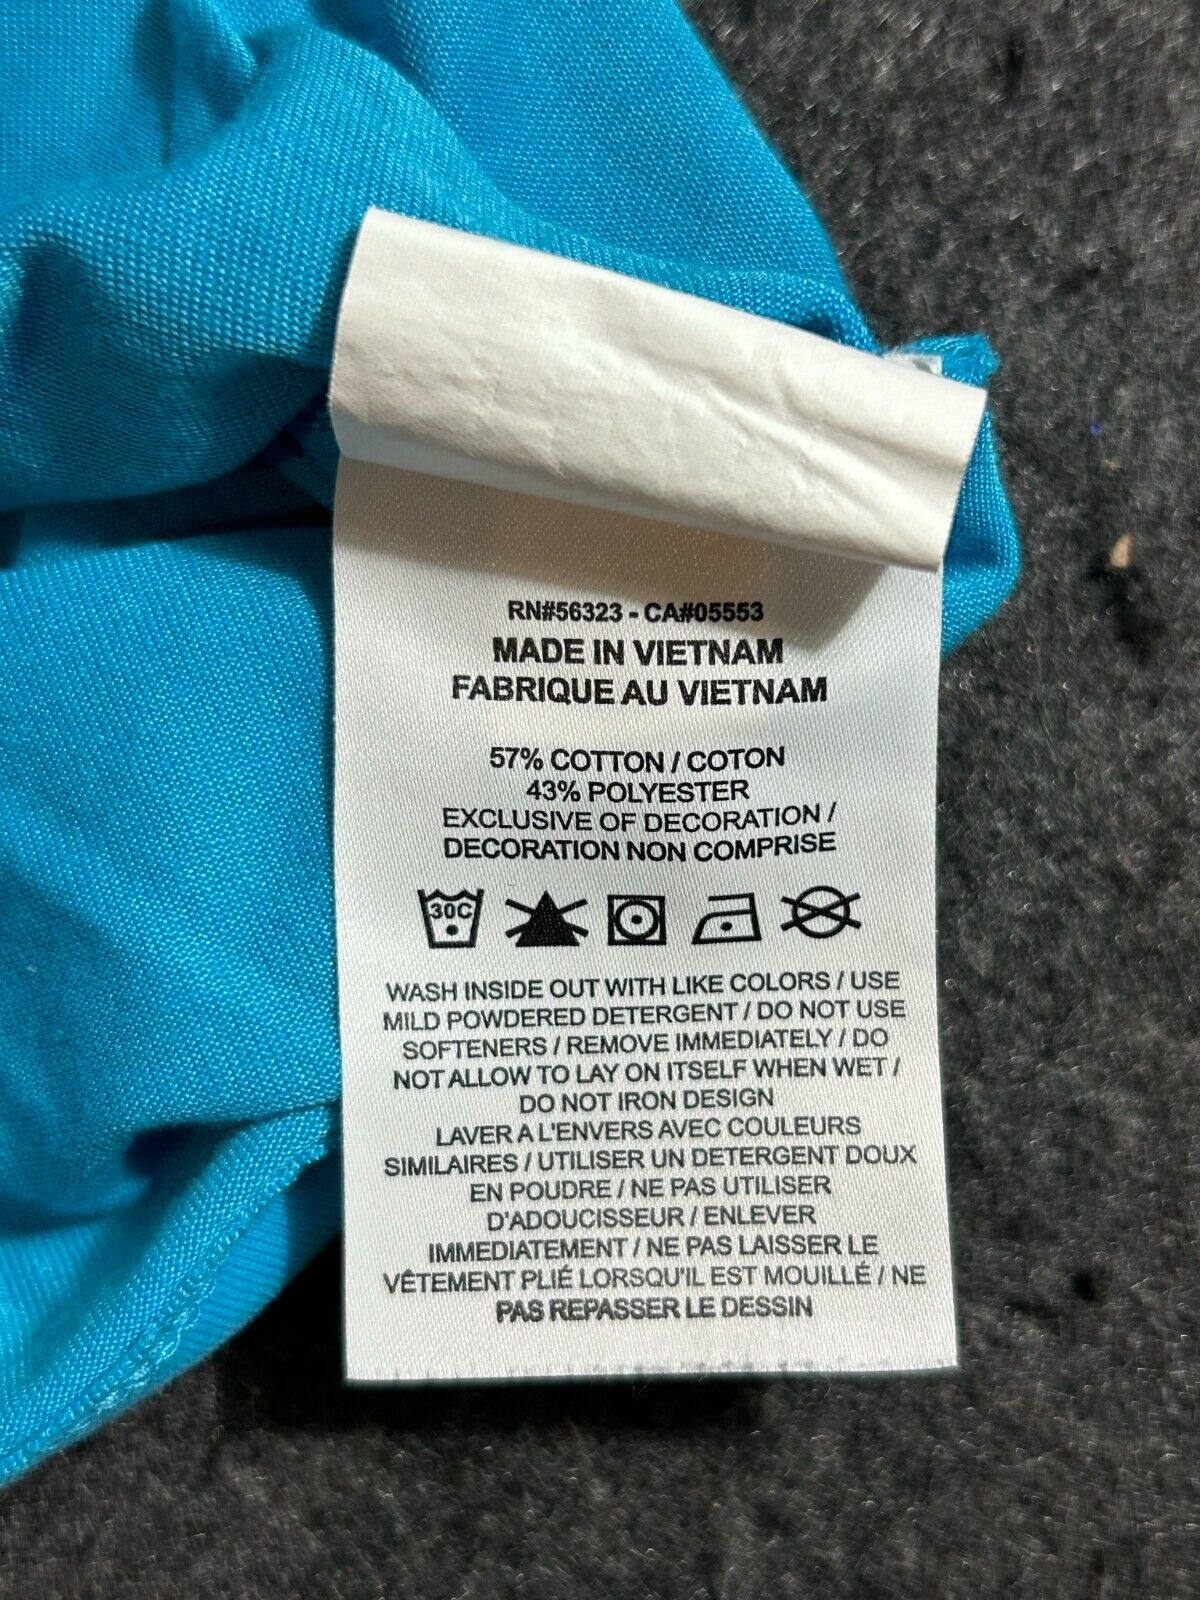 RN#56323 - CA#05553
MADE IN VIETNAM
FABRIQUE AU VIETNAM
57% COTTON / COTON
43% POLYESTER
EXCLUSIVE OF DECORATION /
DECORATION NON COMPRISE
30C
WASH INSIDE OUT WITH LIKE COLORS / USE
MILD POWDERED DETERGENT / DO NOT USE
SOFTENERS / REMOVE IMMEDIATELY / DO
NOT ALLOW TO LAY ON ITSELF WHEN WET /
DO NOT IRON DESIGN
LAVER A L'ENVERS AVEC COULEURS
SIMILAIRES / UTILISER UN DETERGENT DOUX
EN POUDRE / NE PAS UTILISER
D'ADOUCISSEUR / ENLEVER
IMMEDIATEMENT / NE PAS LAISSER LE
VÊTEMENT PLIÉ LORSQU'IL EST MOUILLÉ / NE
PAS REPASSER LE DESSIN